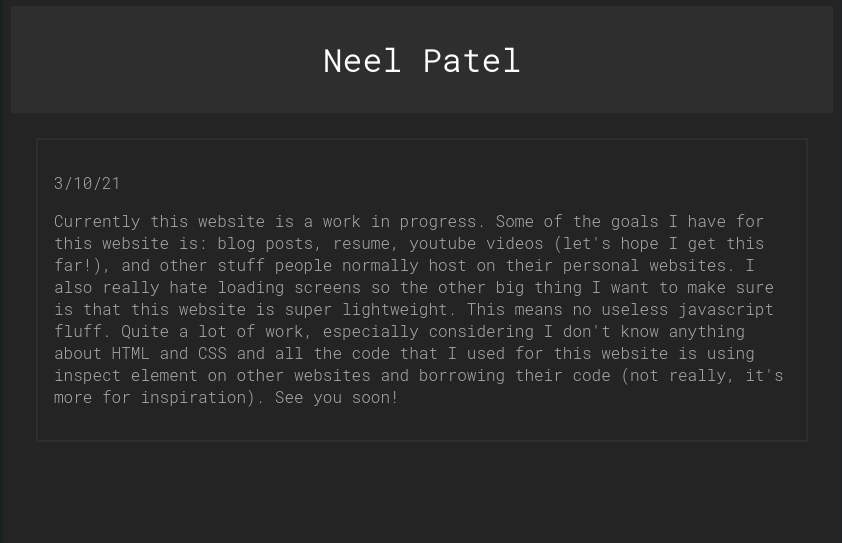 Neel Patel
3/10/21
Currently this website is a work in progress. Some of the goals I have for
this website is: blog posts, resume, youtube videos (let's hope I get this
far!), and other stuff people normally host on their personal websites. I
also really hate loading screens so the other big thing I want to make sure
is that this website is super lightweight. This means no useless javascript
fluff. Quite a lot of work, especially considering I don't know anything
about HTML and CSS and all the code that I used for this website is using
inspect element on other websites and borrowing their code (not really, it's
more for inspiration). See you soon!